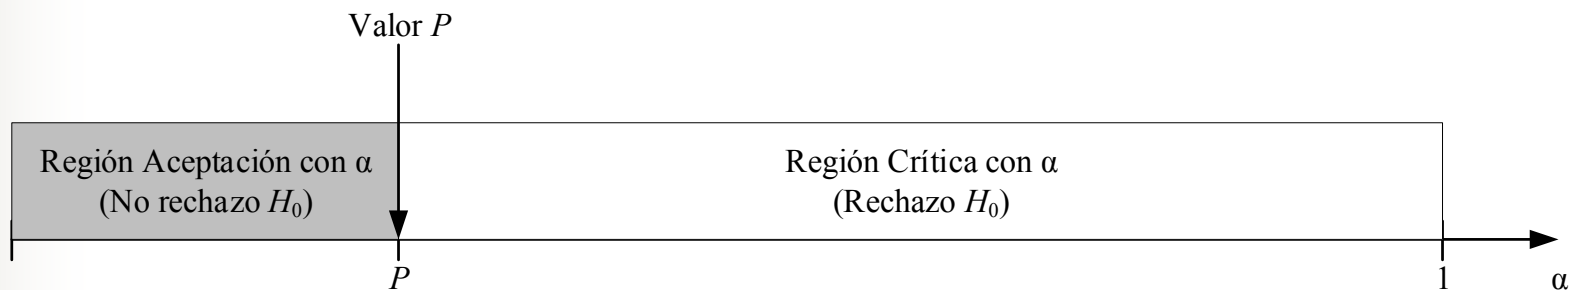 Valor P
Región Aceptación con α
(No rechazo H₀)
Región Crítica con α
(Rechazo H₀)
P
1
α